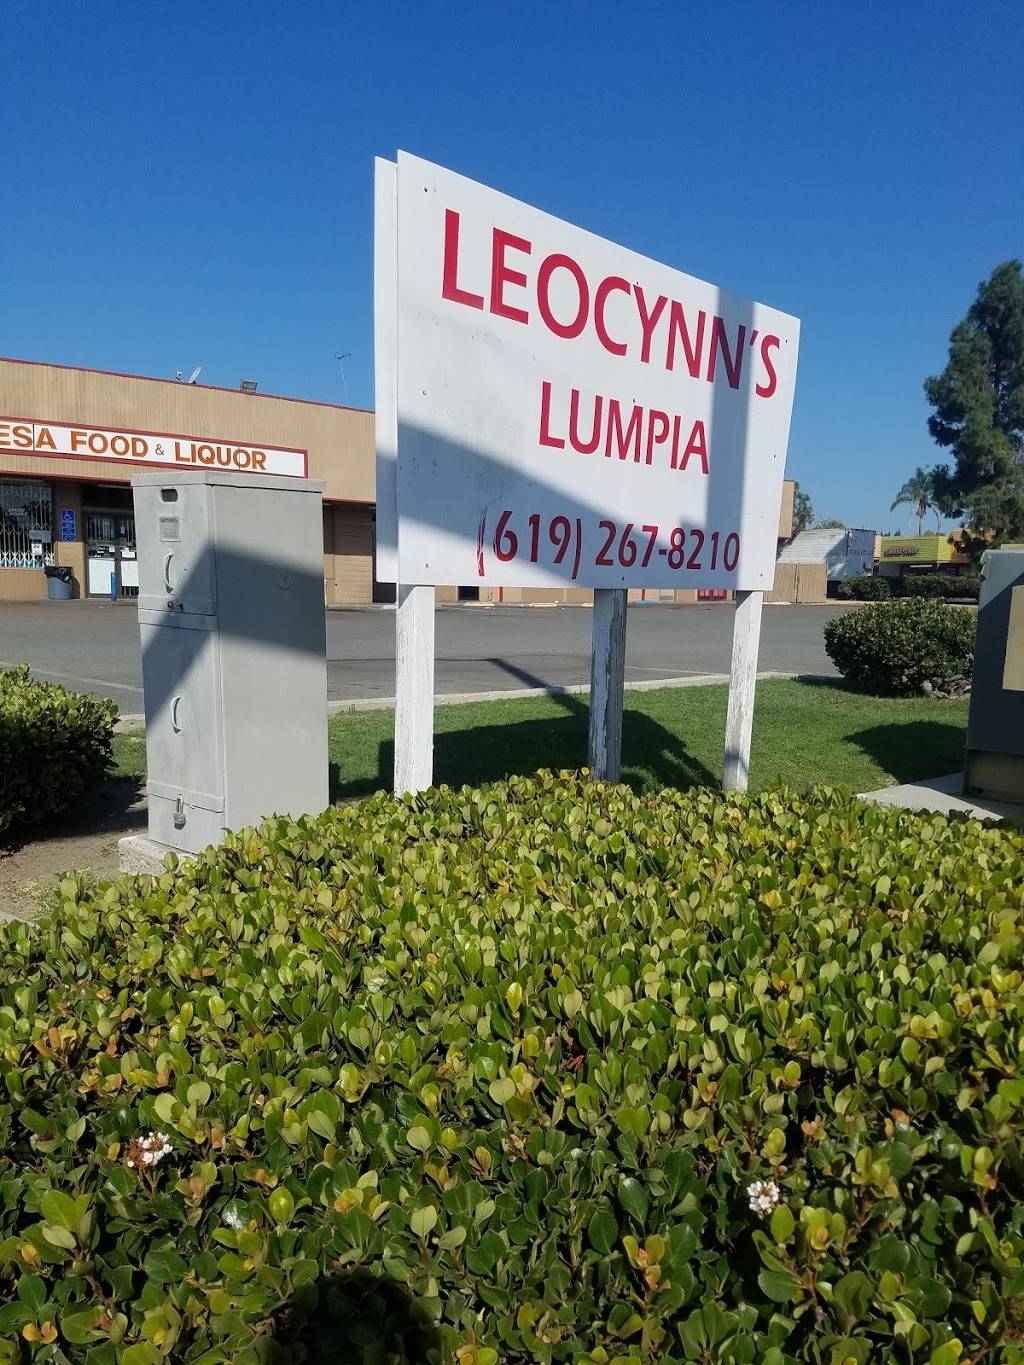 LEOCYNN'S
LUMPIA
(619) 267-8210
ESA FOOD & LIQUOR